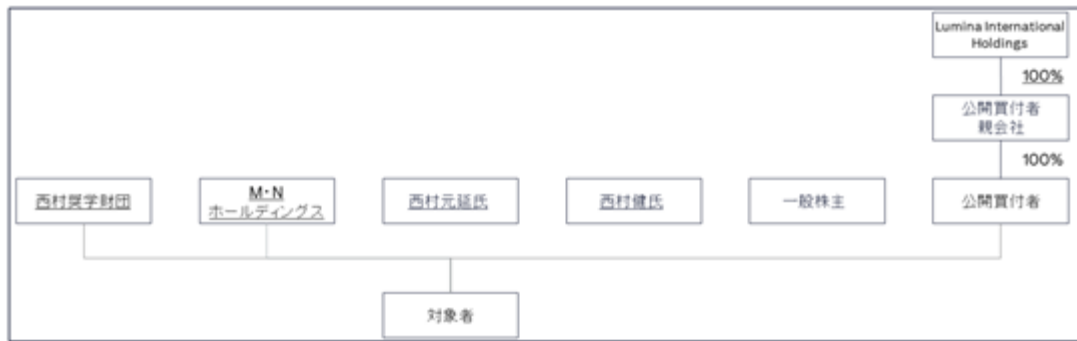 Lumina International
Holdings
100%
公開買付者
親会社
100%
西村奨学財団
M・N
ホールディングス
西村元延氏
西村健氏
一般株主
公開買付者
対象者